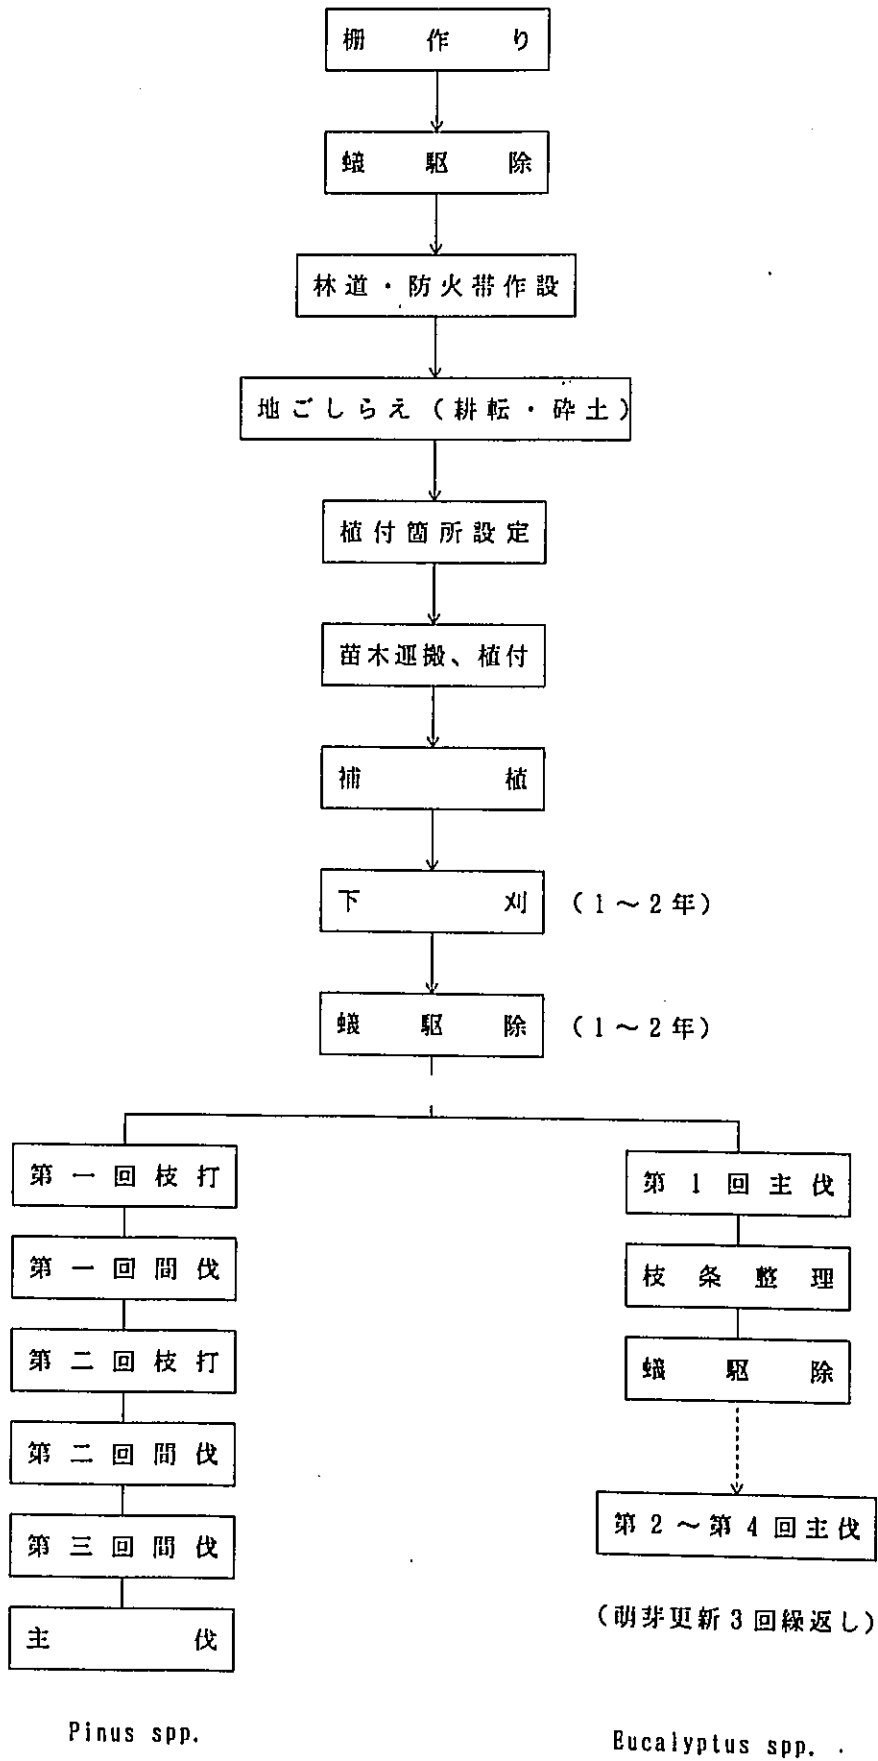 柵作り
蟻駆除
林道・防火帯作設
地ごしらえ(耕転・砕土)
植付箇所設定
苗木運搬、植付
補植
下刈 (1～2年)
蟻駆除 (1～2年)
第一回枝打
第一回間伐
第二回枝打
第二回間伐
第三回間伐
主伐
Pinus spp.
第1回主伐
枝条整理
蟻駆除
第2～第4回主伐
(萌芽更新3回繰返し)
Eucalyptus spp.